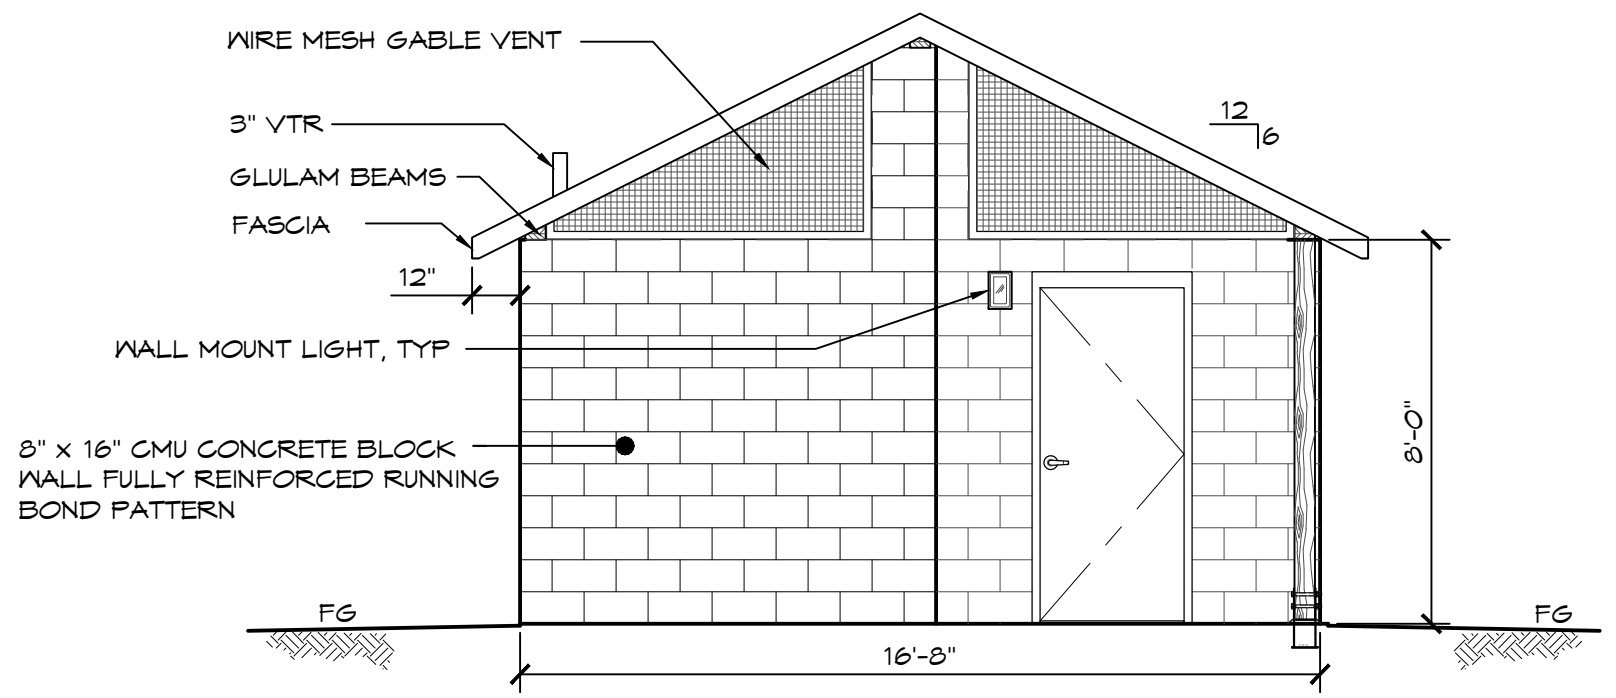 WIRE MESH GABLE VENT
3" VTR
GLULAM BEAMS
FASCIA
12"
12
6
WALL MOUNT LIGHT, TYP
8" X 16" CMU CONCRETE BLOCK
WALL FULLY REINFORCED RUNNING
BOND PATTERN
8'-0"
FG
FG
16'-8"